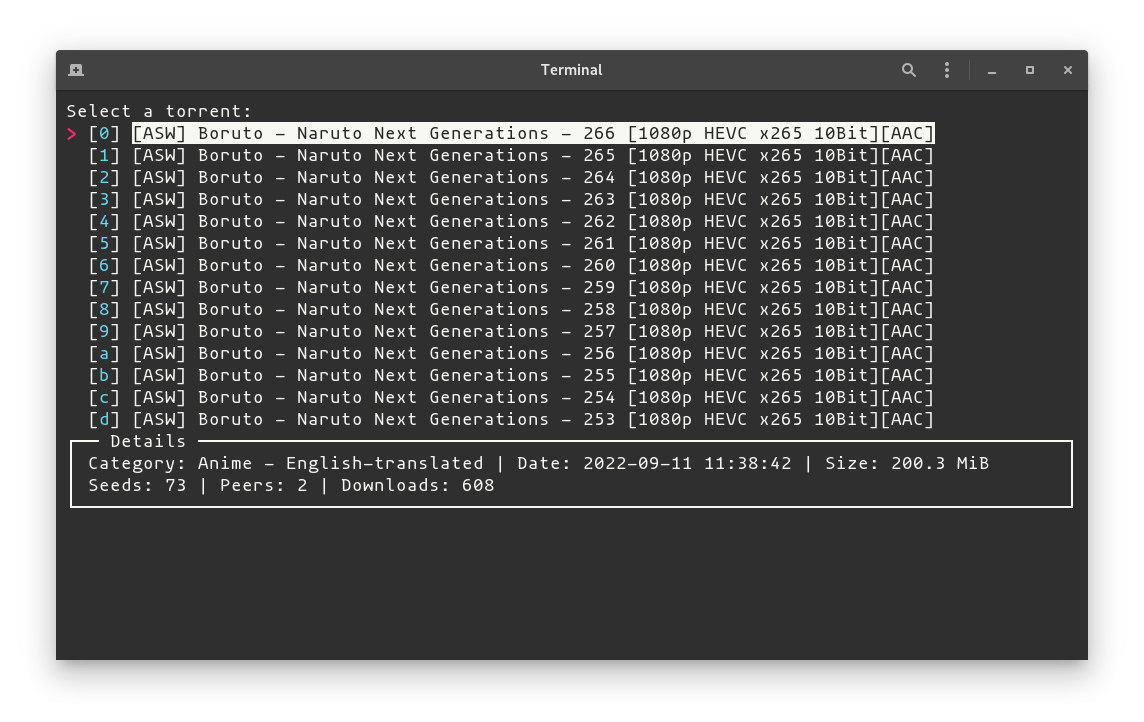 Terminal
Select a torrent:
> [0] [ASW] Boruto - Naruto Next Generations - 266 [1080p HEVC x265 10Bit][AAC]
[1] [ASW] Boruto - Naruto Next Generations - 265 [1080p HEVC x265 10Bit][AAC]
[2] [ASW] Boruto - Naruto Next Generations - 264 [1080p HEVC x265 10Bit][AAC]
[3] [ASW] Boruto - Naruto Next Generations - 263 [1080p HEVC x265 10Bit][AAC]
[4] [ASW] Boruto - Naruto Next Generations - 262 [1080p HEVC x265 10Bit][AAC]
[5] [ASW] Boruto - Naruto Next Generations - 261 [1080p HEVC x265 10Bit][AAC]
[6] [ASW] Boruto - Naruto Next Generations - 260 [1080p HEVC x265 10Bit][AAC]
[7] [ASW] Boruto - Naruto Next Generations - 259 [1080p HEVC x265 10Bit][AAC]
[8] [ASW] Boruto - Naruto Next Generations - 258 [1080p HEVC x265 10Bit][AAC]
[9] [ASW] Boruto - Naruto Next Generations - 257 [1080p HEVC x265 10Bit][AAC]
[a] [ASW] Boruto - Naruto Next Generations - 256 [1080p HEVC x265 10Bit][AAC]
[b] [ASW] Boruto - Naruto Next Generations - 255 [1080p HEVC x265 10Bit][AAC]
[c] [ASW] Boruto - Naruto Next Generations - 254 [1080p HEVC x265 10Bit][AAC]
[d] [ASW] Boruto - Naruto Next Generations - 253 [1080p HEVC x265 10Bit][AAC]
Details
Category: Anime - English-translated | Date: 2022-09-11 11:38:42 | Size: 200.3 MiB
Seeds: 73 | Peers: 2 | Downloads: 608